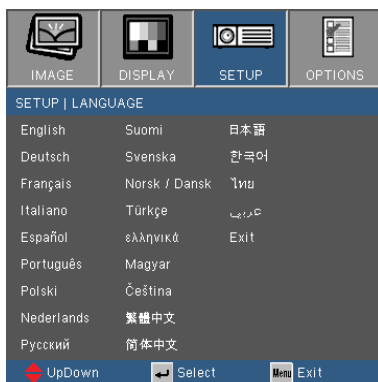 IMAGE DISPLAY SETUP OPTIONS
SETUP | LANGUAGE
English Suomi 日本語
Deutsch Svenska 한국어
Français Norsk / Dansk ไทย
Italiano Türkçe عربي
Español ελληνικά Exit
Português Magyar
Polski Čeština
Nederlands 繁體中文
Русский 简体中文
UpDown Select Menu Exit